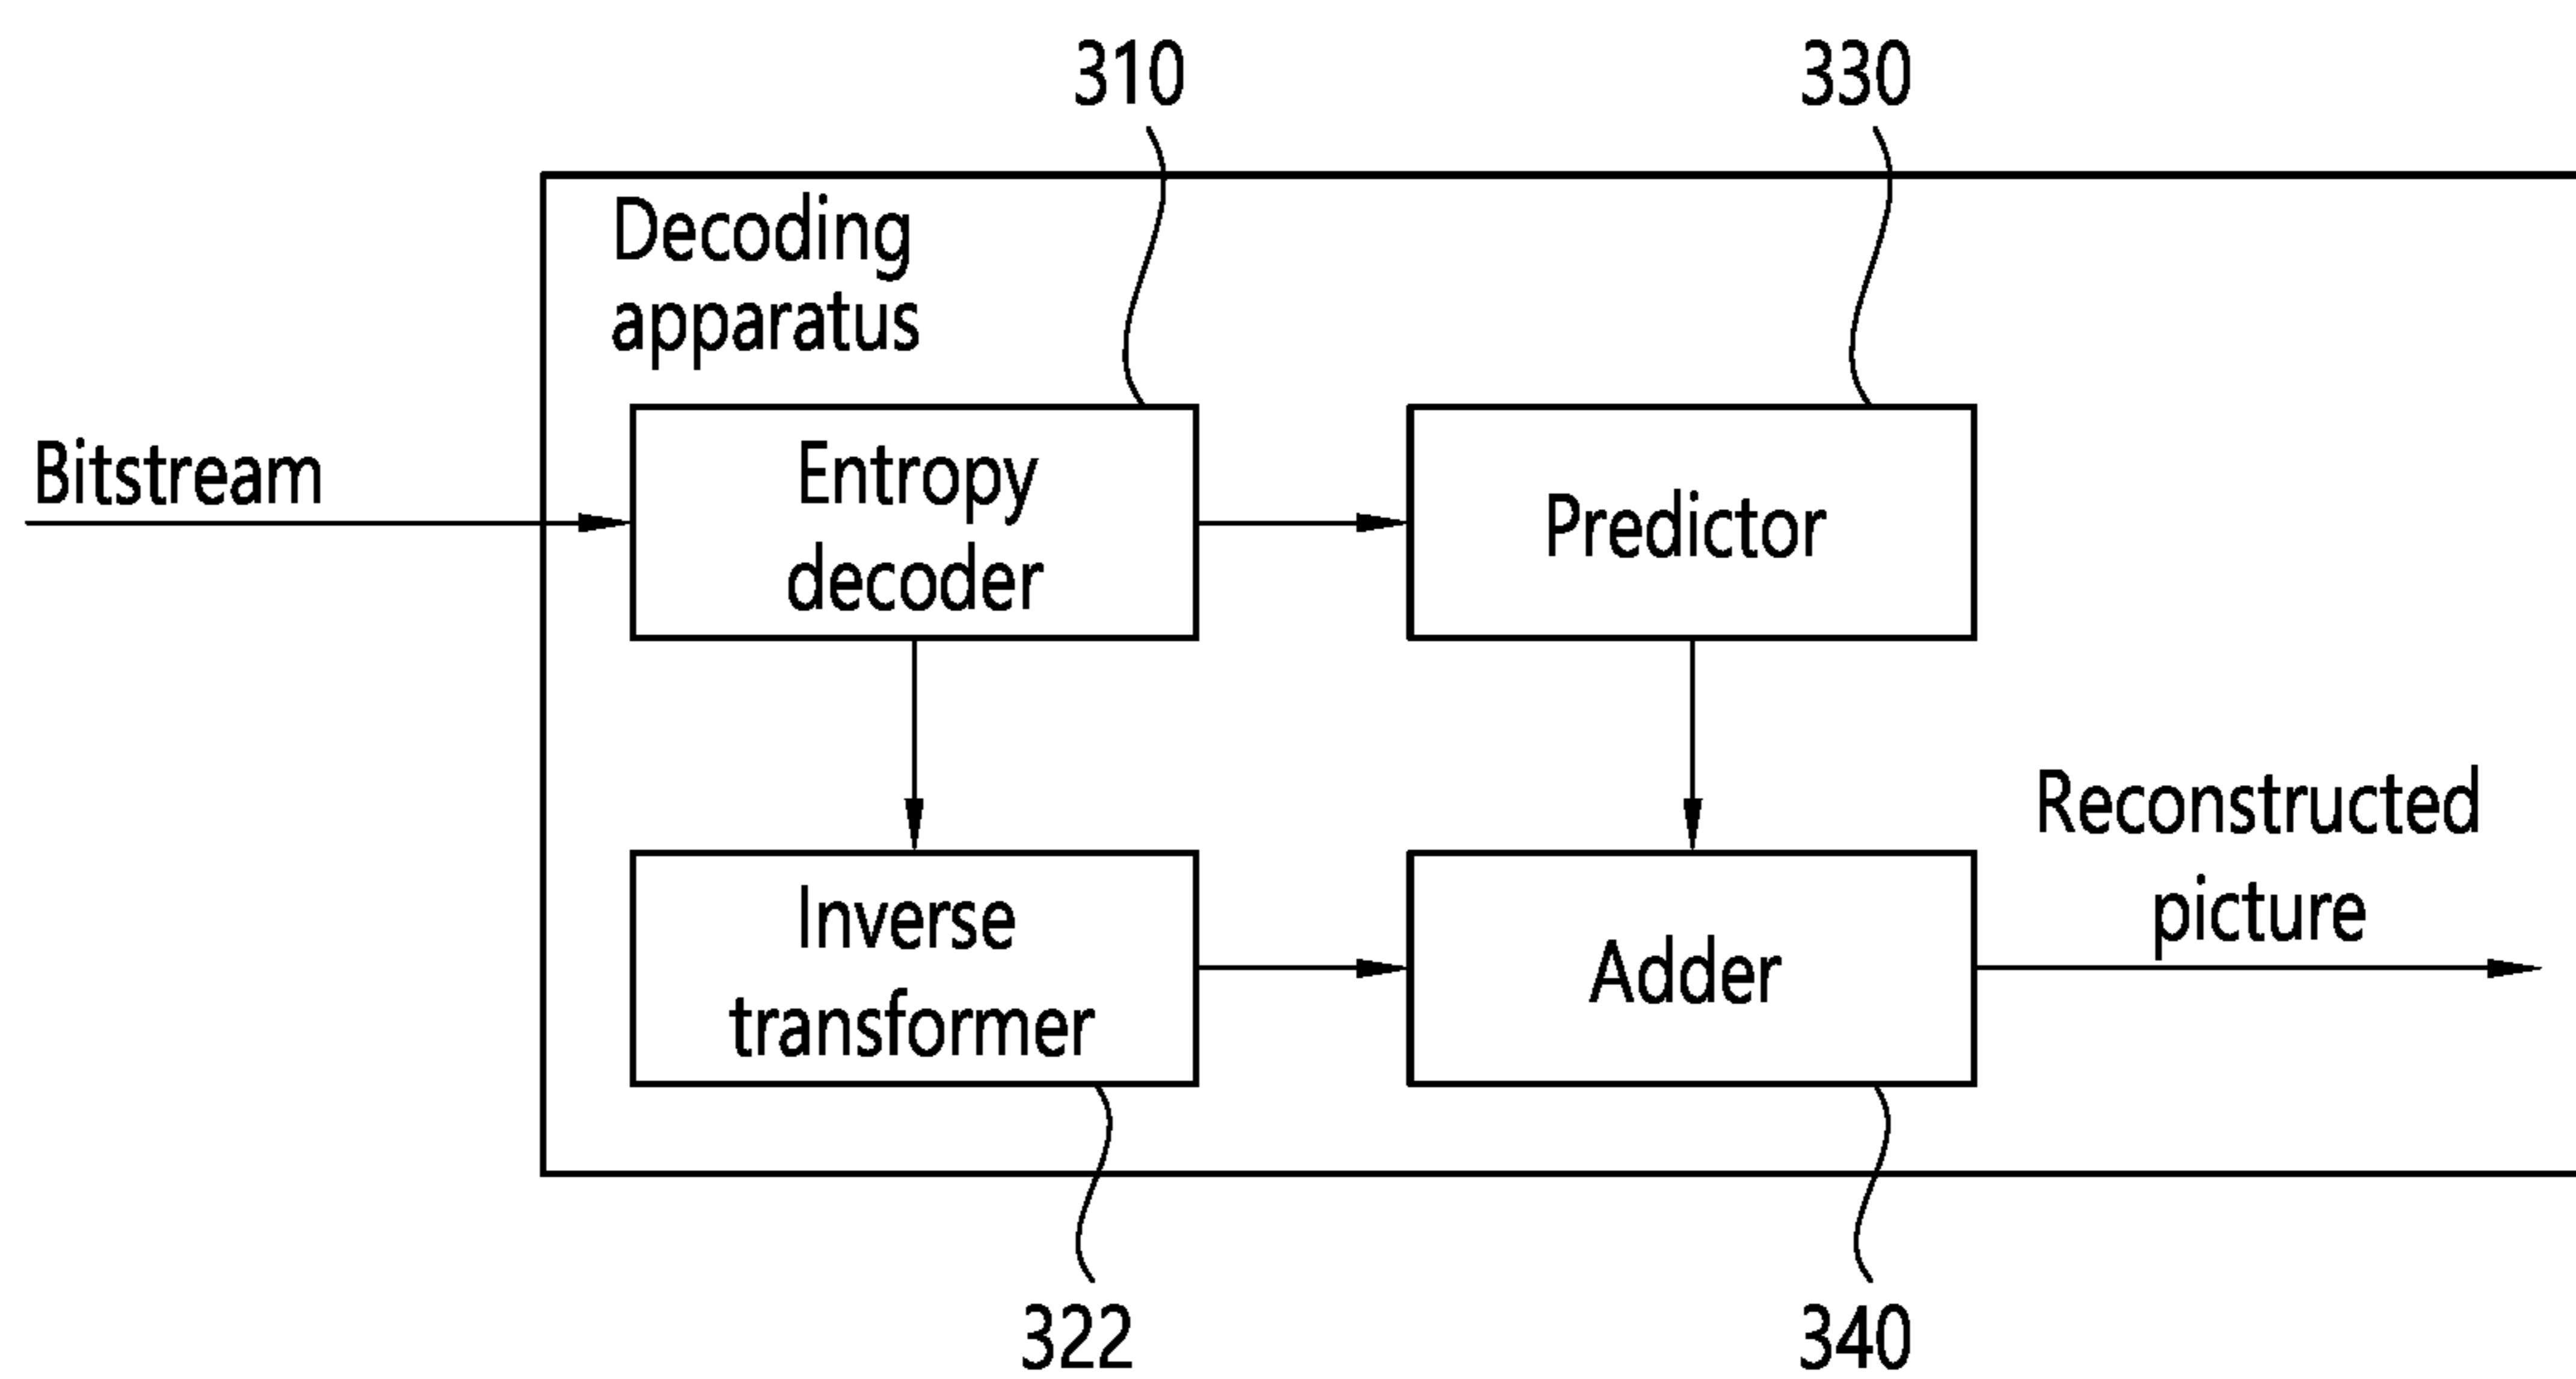 310
330
Decoding
apparatus
Bitstream
Entropy
decoder
Predictor
Reconstructed
picture
Inverse
transformer
Adder
322
340